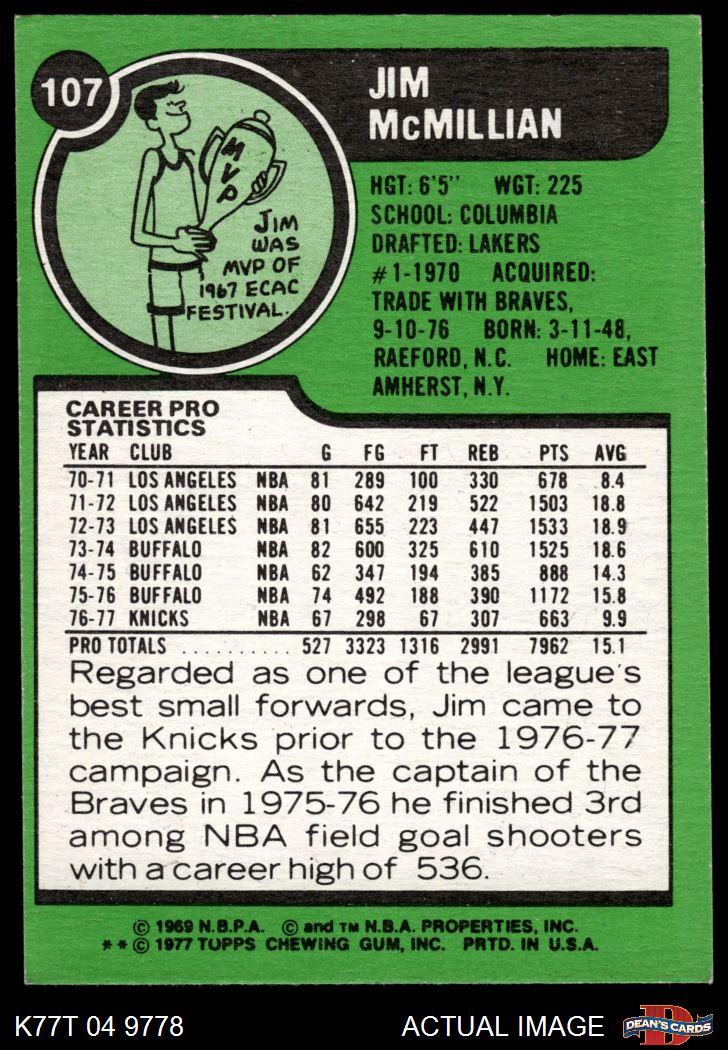 107
JIM
McMILLIAN
MVP
JIM
WAS
MVP OF
1967 ECAC
FESTIVAL.
HGT: 6'5" WGT: 225
SCHOOL: COLUMBIA
DRAFTED: LAKERS
#1-1970 ACQUIRED:
TRADE WITH BRAVES,
9-10-76 BORN: 3-11-48,
RAEFORD, N.C. HOME: EAST
AMHERST, N.Y.
CAREER PRO
STATISTICS
YEAR CLUB G FG FT REB PTS AVG
70-71 LOS ANGELES NBA 81 289 100 330 678 8.4
71-72 LOS ANGELES NBA 80 642 219 522 1503 18.8
72-73 LOS ANGELES NBA 81 655 223 447 1533 18.9
73-74 BUFFALO NBA 82 600 325 610 1525 18.6
74-75 BUFFALO NBA 62 347 194 385 888 14.3
75-76 BUFFALO NBA 74 492 188 390 1172 15.8
76-77 KNICKS NBA 67 298 67 307 663 9.9
PRO TOTALS .......... 527 3323 1316 2991 7962 15.1
Regarded as one of the league's
best small forwards, Jim came to
the Knicks prior to the 1976-77
campaign. As the captain of the
Braves in 1975-76 he finished 3rd
among NBA field goal shooters
with a career high of 536.
© 1969 N.B.P.A. © and TM N.B.A. PROPERTIES, INC.
**© 1977 TOPPS CHEWING GUM, INC. PRTD. IN U.S.A.
K77T 04 9778 ACTUAL IMAGE
D
DEAN'S CARDS